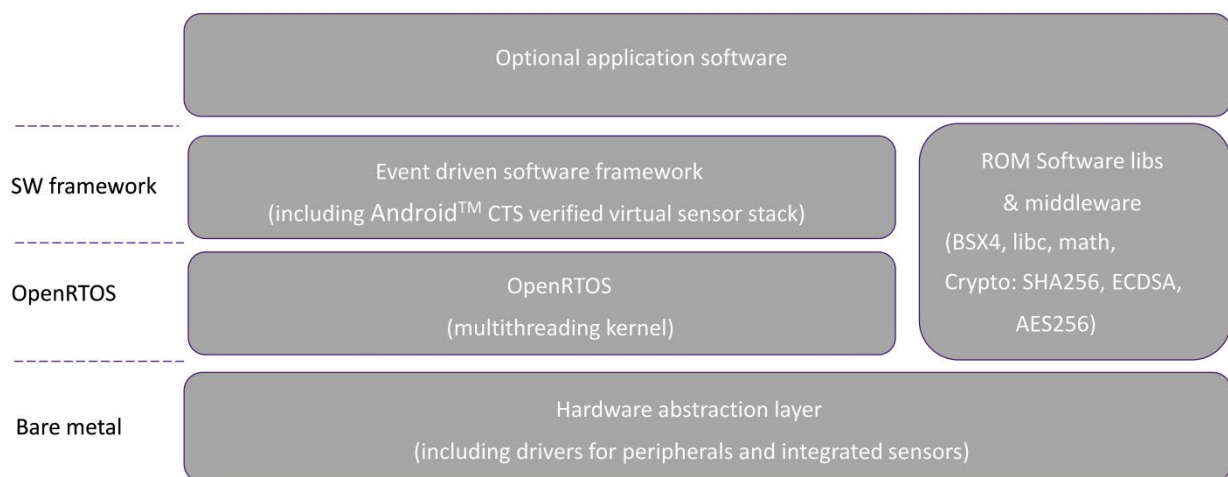 Optional application software
SW framework
Event driven software framework
(including Android™ CTS verified virtual sensor stack)
ROM Software libs
& middleware
(BSX4, libc, math,
Crypto: SHA256, ECDSA,
AES256)
OpenRTOS
OpenRTOS
(multithreading kernel)
Bare metal
Hardware abstraction layer
(including drivers for peripherals and integrated sensors)